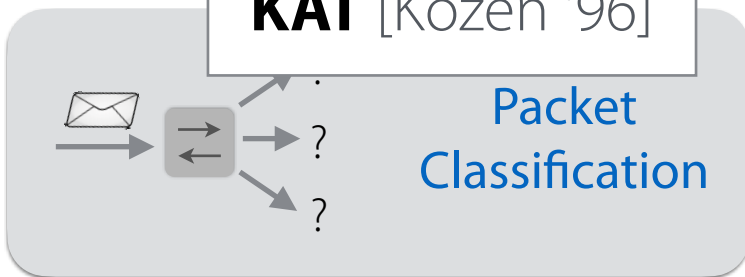 KAT [Kozen '96]
Packet
?
Classification
?